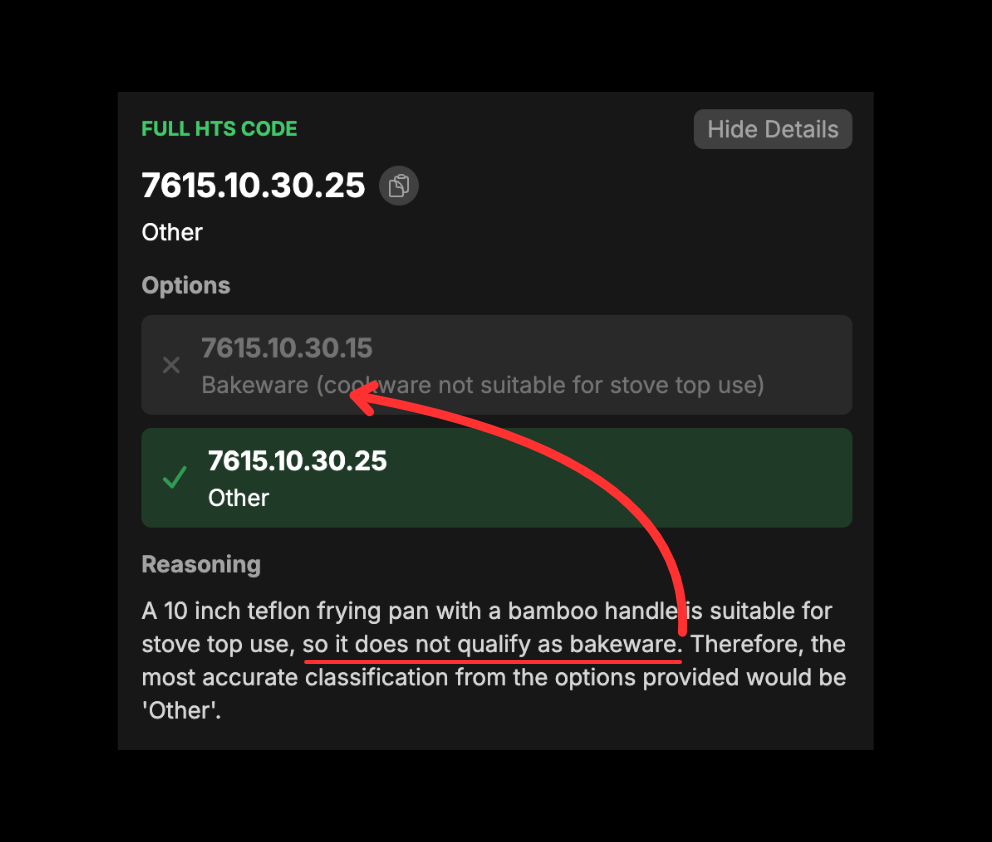 FULL HTS CODE
Hide Details
7615.10.30.25
Other
Options
7615.10.30.15
Bakeware (cookware not suitable for stove top use)
7615.10.30.25
Other
Reasoning
A 10 inch teflon frying pan with a bamboo handle is suitable for
stove top use, so it does not qualify as bakeware. Therefore, the
most accurate classification from the options provided would be
'Other'.